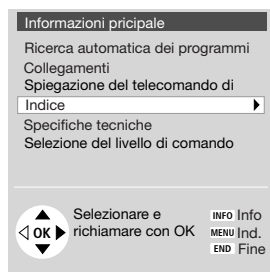 Informazioni pricipale
Ricerca automatica dei programmi
Collegamenti
Spiegazione del telecomando di
Indice
Specifiche tecniche
Selezione del livello di comando
Selezionare e
richiamare con OK
OK
INFO Info
MENU Ind.
END Fine